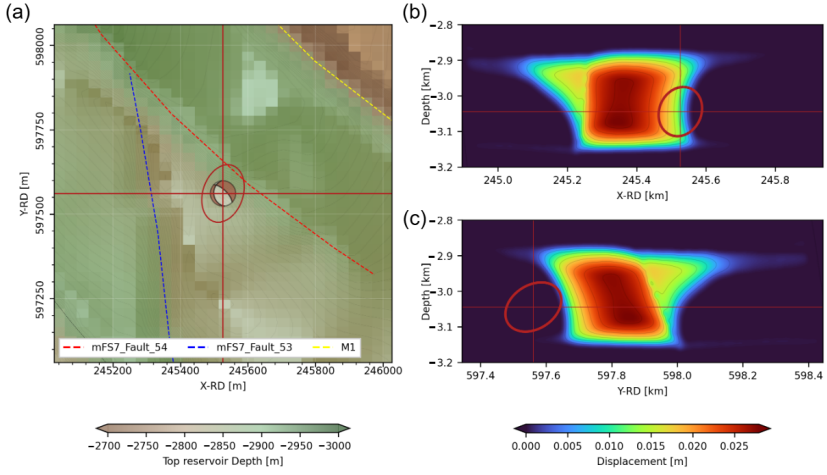 (a)
598000
597750
597500
597250
Y-RD [m]
mFS7_Fault_54 mFS7_Fault_53 M1
245200 245400 245600 245800 246000
X-RD [m]
−2700 −2750 −2800 −2850 −2900 −2950 −3000
Top reservoir Depth [m]
(b)
−2.8
−2.9
−3.0
−3.1
−3.2
Depth [km]
245.0 245.2 245.4 245.6 245.8
X-RD [km]
(c)
−2.8
−2.9
−3.0
−3.1
−3.2
Depth [km]
597.4 597.6 597.8 598.0 598.2 598.4
Y-RD [km]
0.000 0.005 0.010 0.015 0.020 0.025
Displacement [m]